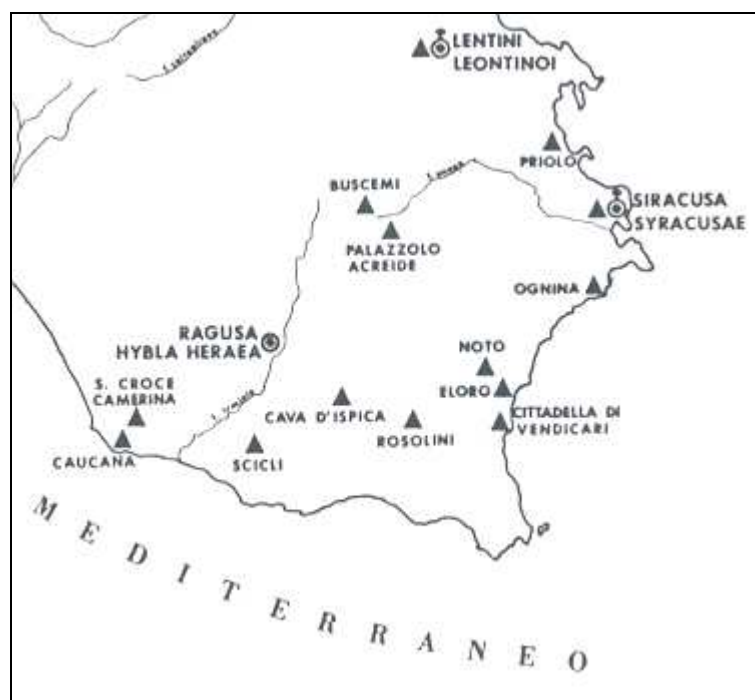 LENTINI
LEONTINOI
PRIOLO
BUSCEMI
SIRACUSA
SYRACUSAE
PALAZZOLO
ACREIDE
OGNINA
RAGUSA
HYBLA HERAEA
NOTO
S. CROCE
CAMERINA
ELORO
CAVA D'ISPICA
CITTADELLA DI
VENDICARI
ROSOLINI
CAUCANA
SCICLI
MEDITERRANEO